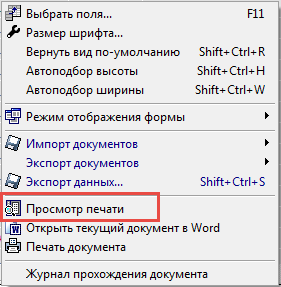 Выбрать поля... F11
Размер шрифта...
Вернуть вид по-умолчанию Shift+Ctrl+R
Автоподбор высоты Shift+Ctrl+H
Автоподбор ширины Shift+Ctrl+W
Режим отображения формы
Импорт документов
Экспорт документов
Экспорт данных... Shift+Ctrl+S
Просмотр печати
Открыть текущий документ в Word
Печать документа
Журнал прохождения документа